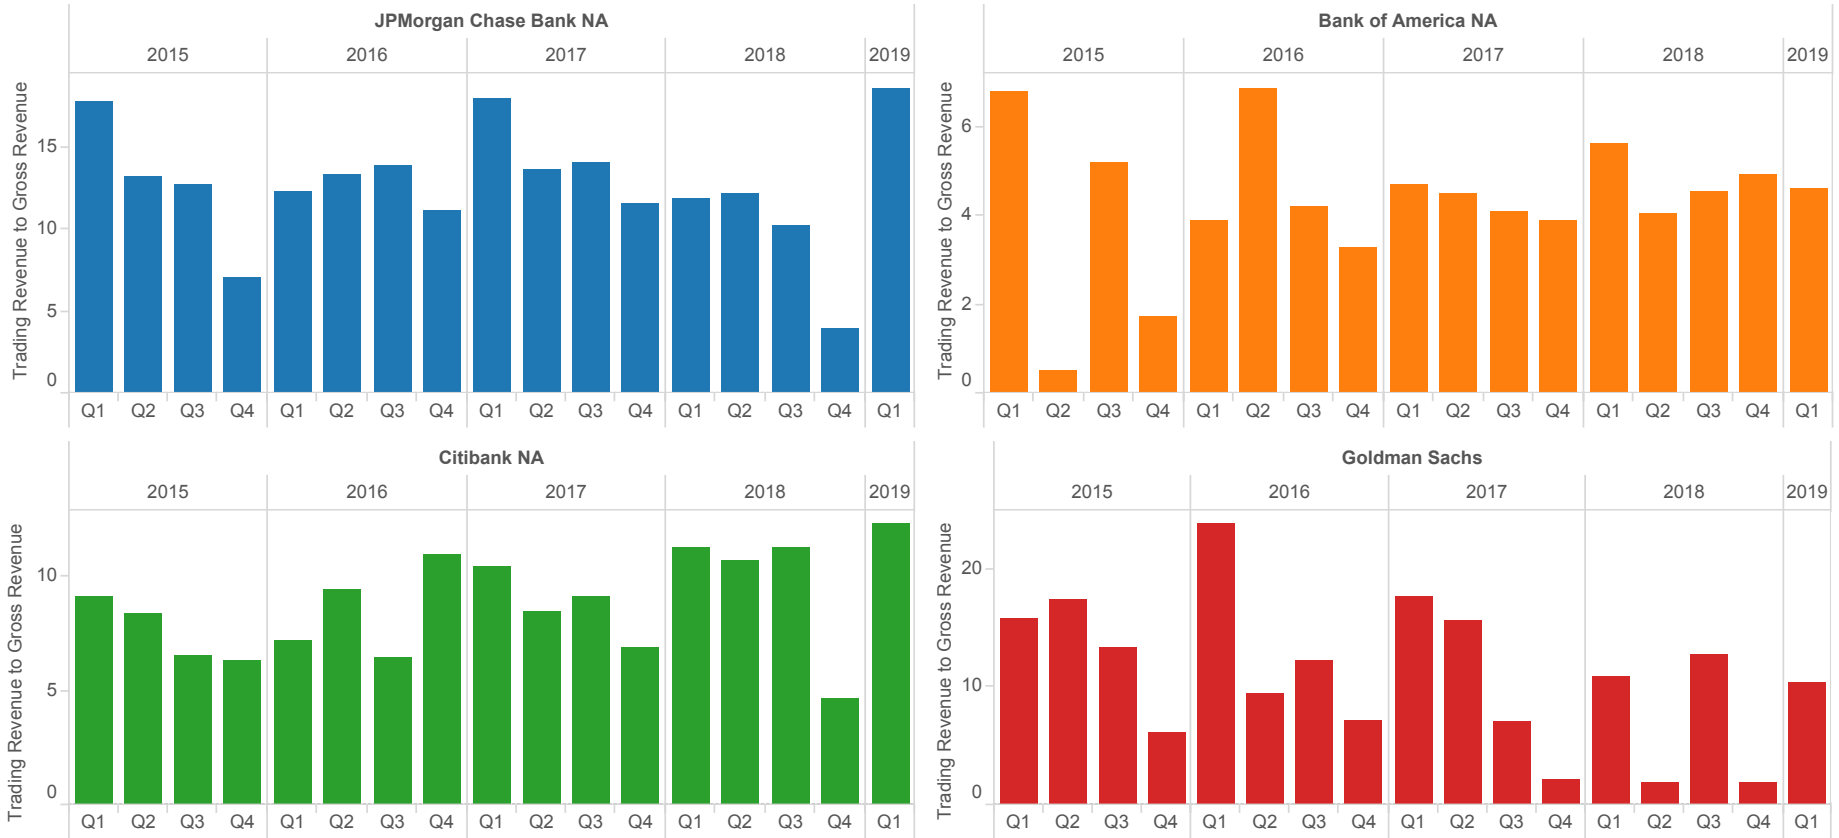 JPMorgan Chase Bank NA
2015 2016 2017 2018 2019
Trading Revenue to Gross Revenue
15
10
5
0
Q1 Q2 Q3 Q4 Q1 Q2 Q3 Q4 Q1 Q2 Q3 Q4 Q1 Q2 Q3 Q4 Q1
Bank of America NA
2015 2016 2017 2018 2019
Trading Revenue to Gross Revenue
6
4
2
0
Q1 Q2 Q3 Q4 Q1 Q2 Q3 Q4 Q1 Q2 Q3 Q4 Q1 Q2 Q3 Q4 Q1
Citibank NA
2015 2016 2017 2018 2019
Trading Revenue to Gross Revenue
10
5
0
Q1 Q2 Q3 Q4 Q1 Q2 Q3 Q4 Q1 Q2 Q3 Q4 Q1 Q2 Q3 Q4 Q1
Goldman Sachs
2015 2016 2017 2018 2019
Trading Revenue to Gross Revenue
20
10
0
Q1 Q2 Q3 Q4 Q1 Q2 Q3 Q4 Q1 Q2 Q3 Q4 Q1 Q2 Q3 Q4 Q1